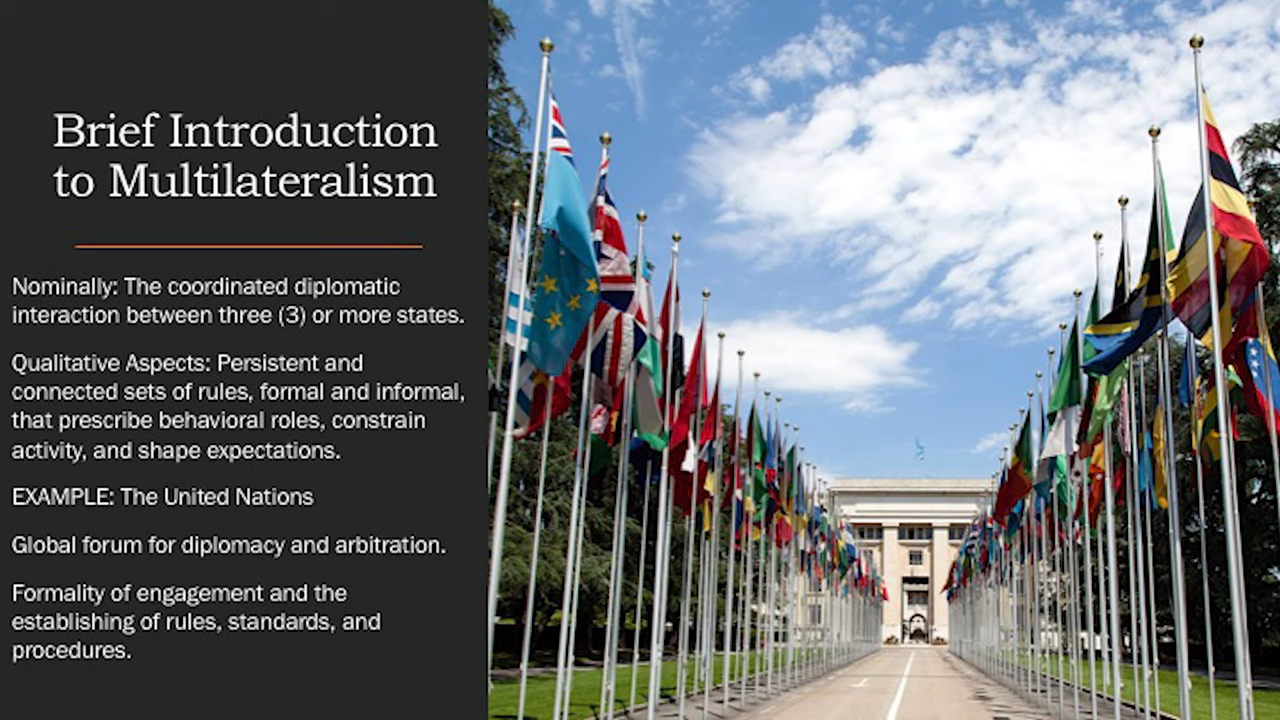 Brief Introduction
to Multilateralism
Nominally: The coordinated diplomatic
interaction between three (3) or more states.
Qualitative Aspects: Persistent and
connected sets of rules, formal and informal,
that prescribe behavioral roles, constrain
activity, and shape expectations.
EXAMPLE: The United Nations
Global forum for diplomacy and arbitration.
Formality of engagement and the
establishing of rules, standards, and
procedures.